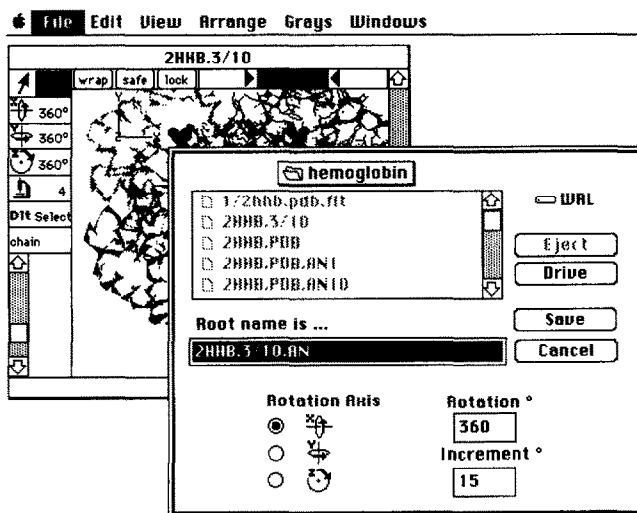 File Edit View Arrange Grays Windows
2HHB.3/10
wrap safe lock
X 360°
Y 360°
Z 360°
4
Dlt Select
chain
hemoglobin
1/2hhb.pdb.flt
2HHB.3/10
2HHB.PDB
2HHB.PDB.AN1
2HHB.PDB.AN10
WRL
Eject
Drive
Root name is ...
Save
2HHB.3/10.AN
Cancel
Rotation Axis
Rotation °
X
360
Y
Increment °
Z
15